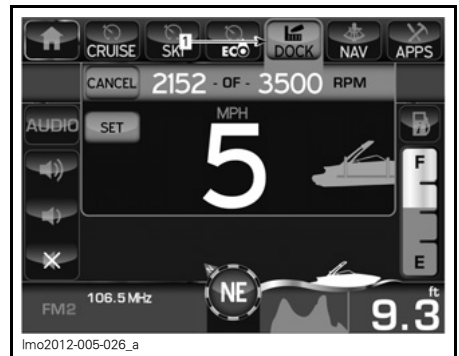 CRUISE SKI ECO DOCK NAV APPS
1
CANCEL 2152 - OF - 3500 RPM
AUDIO SET MPH
5
F
E
NE
FM2 106.5 MHz
9.3 ft
lmo2012-005-026_a